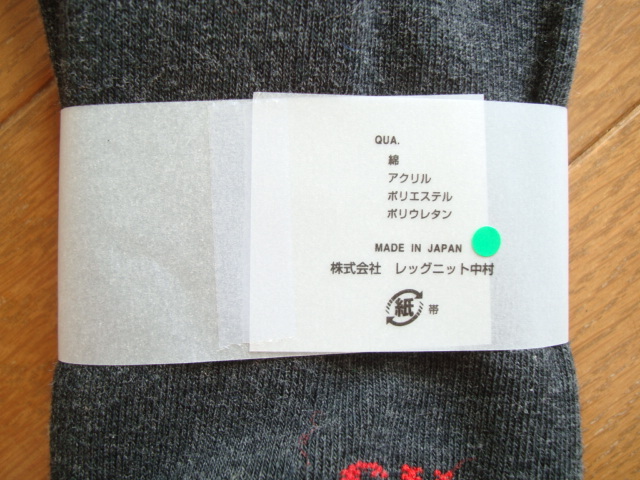 QUA.
綿
アクリル
ポリエステル
ポリウレタン
MADE IN JAPAN
株式会社 レッグニット中村
紙 帯